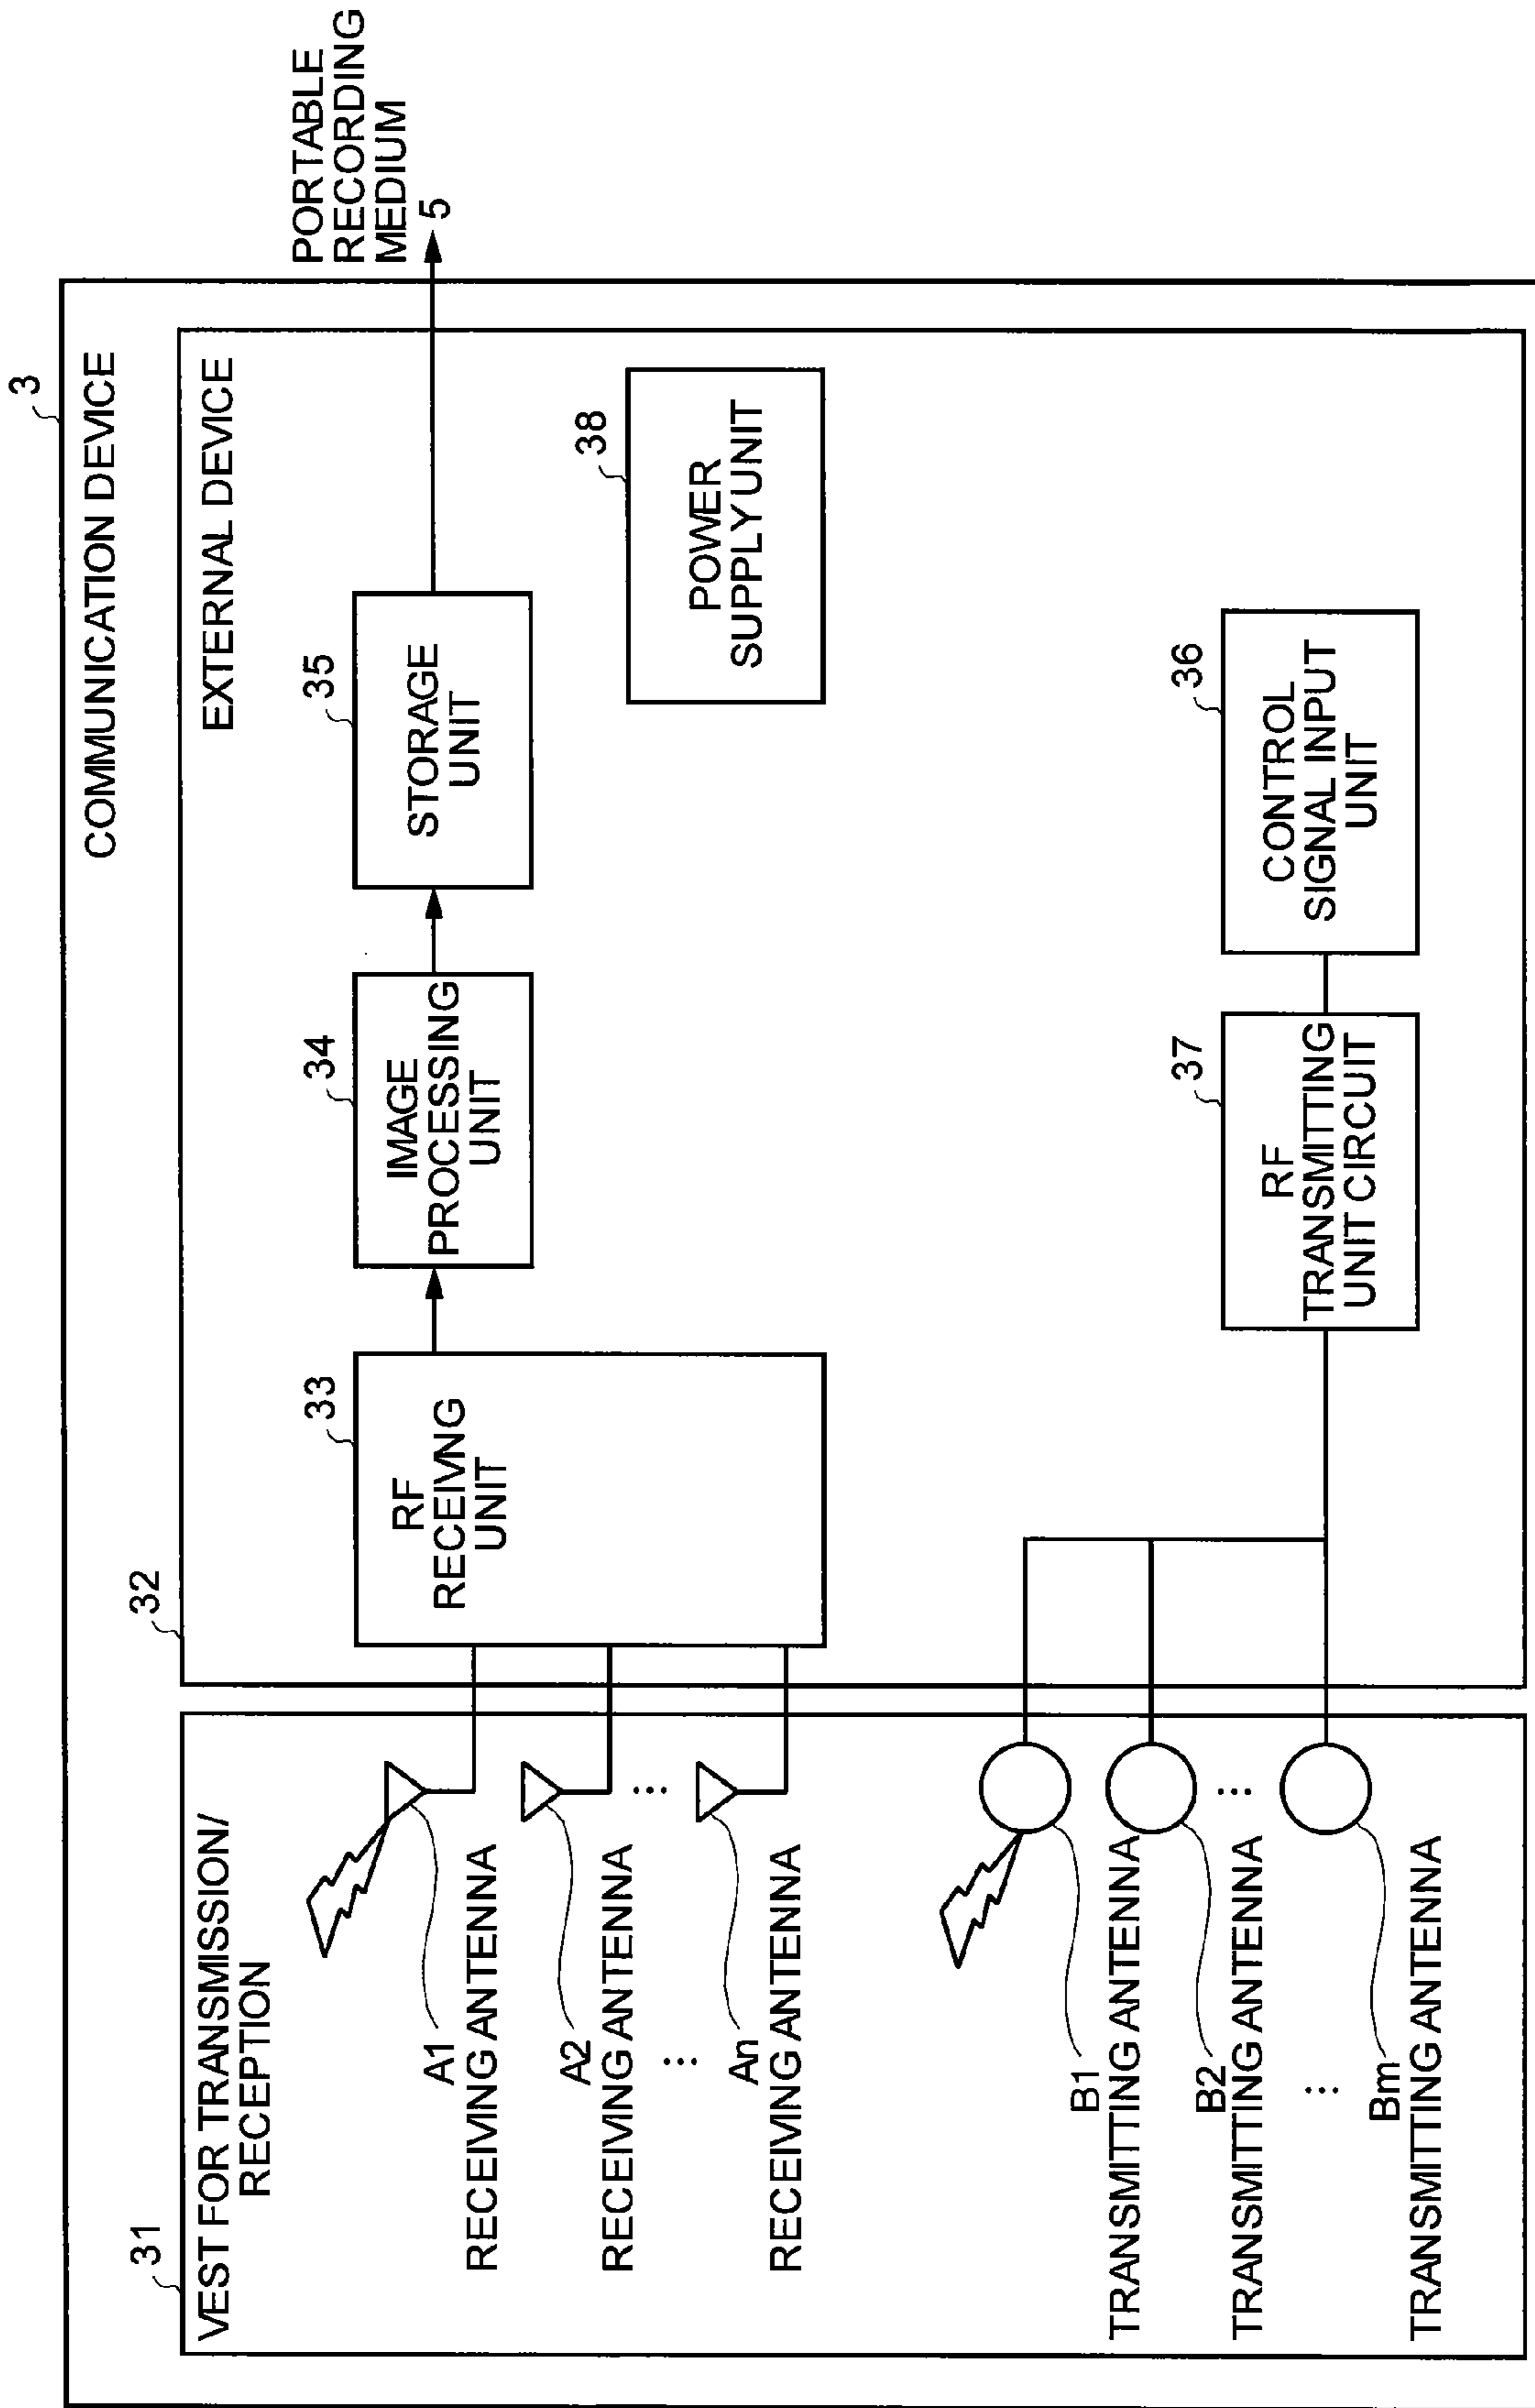 3
COMMUNICATION DEVICE
31
VEST FOR TRANSMISSION/
RECEPTION
A1
RECEIVING ANTENNA
A2
RECEIVING ANTENNA
...
...
An
RECEIVING ANTENNA
B1
TRANSMITTING ANTENNA
B2
TRANSMITTING ANTENNA
...
...
Bm
TRANSMITTING ANTENNA
32
EXTERNAL DEVICE
33
RF
RECEIVNG
UNIT
34
IMAGE
PROCESSING
UNIT
35
STORAGE
UNIT
PORTABLE
RECORDING
MEDIUM
5
38
POWER
SUPPLY UNIT
37
RF
TRANSMITTING
UNIT CIRCUIT
36
CONTROL
SIGNAL INPUT
UNIT